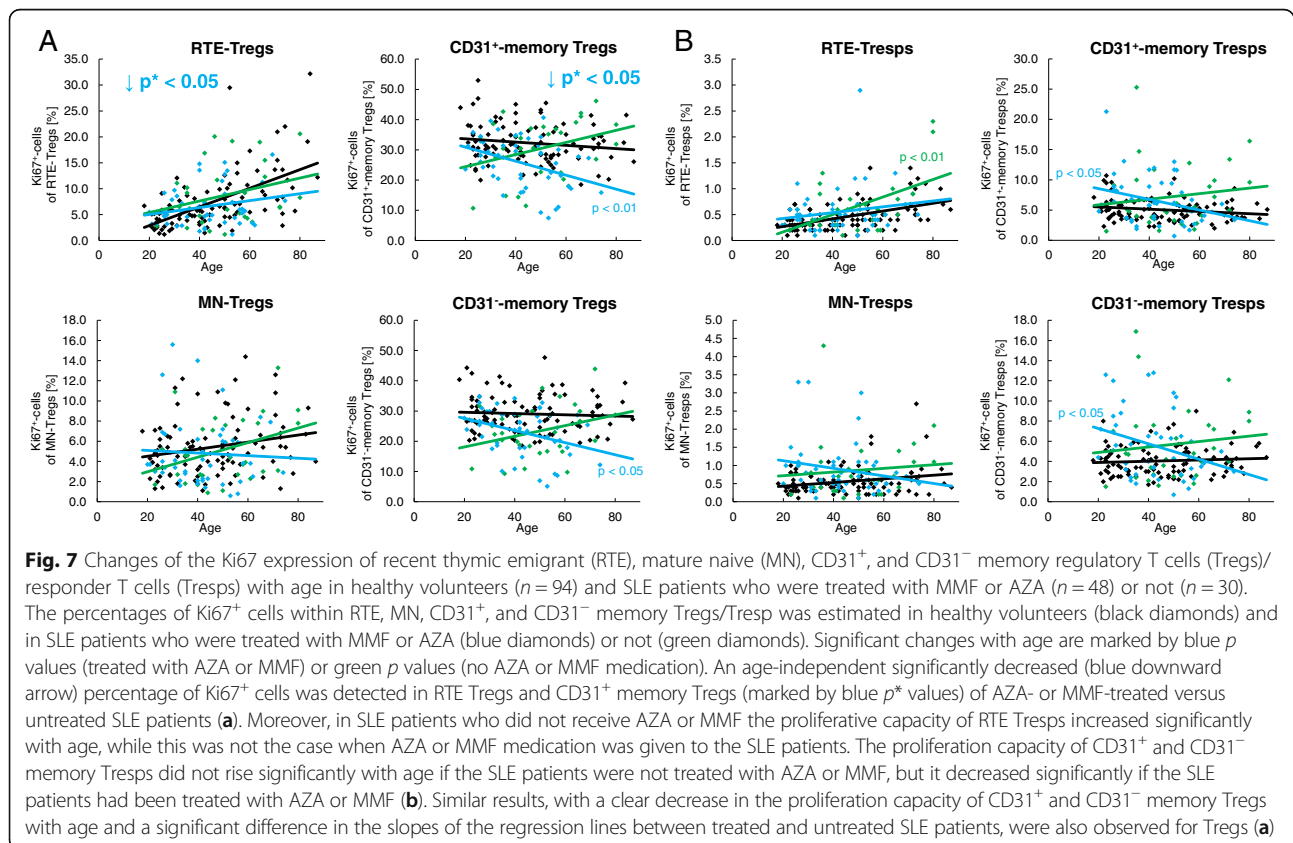 A
B
RTE-Tregs
Ki67⁺-cells
of RTE-Tregs [%]
35.0
30.0
25.0
20.0
15.0
10.0
5.0
0.0
↓ p* < 0.05
0 20 40 60 80
Age
CD31⁺-memory Tregs
Ki67⁺-cells
of CD31⁺-memory Tregs [%]
60.0
50.0
40.0
30.0
20.0
10.0
0.0
↓ p* < 0.05
p < 0.01
0 20 40 60 80
Age
RTE-Tresps
Ki67⁺-cells
of RTE-Tresps [%]
3.5
3.0
2.5
2.0
1.5
1.0
0.5
0.0
p < 0.01
0 20 40 60 80
Age
CD31⁺-memory Tresps
Ki67⁺-cells
of CD31⁺-memory Tresps [%]
30.0
25.0
20.0
15.0
10.0
5.0
0.0
p < 0.05
0 20 40 60 80
Age
MN-Tregs
Ki67⁺-cells
of MN-Tregs [%]
18.0
16.0
14.0
12.0
10.0
8.0
6.0
4.0
2.0
0.0
0 20 40 60 80
Age
CD31⁻-memory Tregs
Ki67⁺-cells
of CD31⁻-memory Tregs [%]
60.0
50.0
40.0
30.0
20.0
10.0
0.0
p < 0.05
0 20 40 60 80
Age
MN-Tresps
Ki67⁺-cells
of MN-Tresps [%]
5.0
4.5
4.0
3.5
3.0
2.5
2.0
1.5
1.0
0.5
0.0
0 20 40 60 80
Age
CD31⁻-memory Tresps
Ki67⁺-cells
of CD31⁻-memory Tresps [%]
18.0
16.0
14.0
12.0
10.0
8.0
6.0
4.0
2.0
0.0
p < 0.05
0 20 40 60 80
Age
Fig. 7 Changes of the Ki67 expression of recent thymic emigrant (RTE), mature naive (MN), CD31⁺, and CD31⁻ memory regulatory T cells (Tregs)/
responder T cells (Tresps) with age in healthy volunteers (n = 94) and SLE patients who were treated with MMF or AZA (n = 48) or not (n = 30).
The percentages of Ki67⁺ cells within RTE, MN, CD31⁺, and CD31⁻ memory Tregs/Tresp was estimated in healthy volunteers (black diamonds) and
in SLE patients who were treated with MMF or AZA (blue diamonds) or not (green diamonds). Significant changes with age are marked by blue p
values (treated with AZA or MMF) or green p values (no AZA or MMF medication). An age-independent significantly decreased (blue downward
arrow) percentage of Ki67⁺ cells was detected in RTE Tregs and CD31⁺ memory Tregs (marked by blue p* values) of AZA- or MMF-treated versus
untreated SLE patients (a). Moreover, in SLE patients who did not receive AZA or MMF the proliferative capacity of RTE Tresps increased significantly
with age, while this was not the case when AZA or MMF medication was given to the SLE patients. The proliferation capacity of CD31⁺ and CD31⁻
memory Tresps did not rise significantly with age if the SLE patients were not treated with AZA or MMF, but it decreased significantly if the SLE
patients had been treated with AZA or MMF (b). Similar results, with a clear decrease in the proliferation capacity of CD31⁺ and CD31⁻ memory Tregs
with age and a significant difference in the slopes of the regression lines between treated and untreated SLE patients, were also observed for Tregs (a)